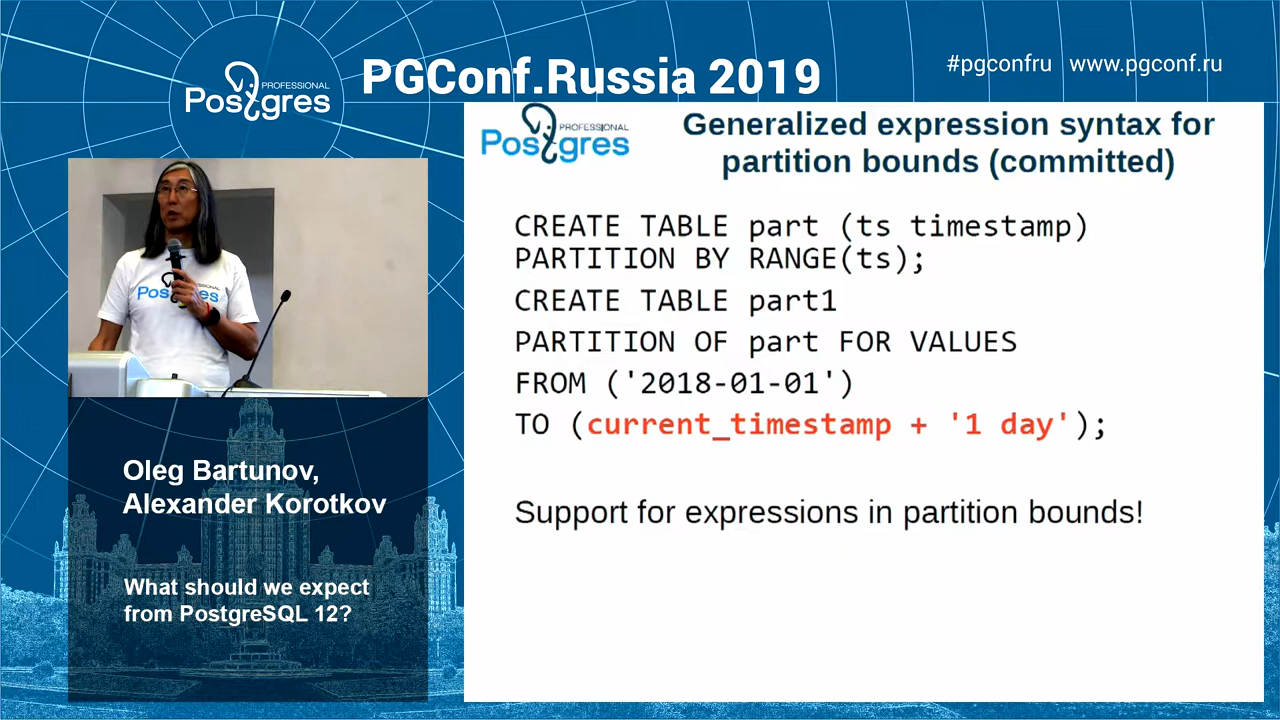 PROFESSIONAL
Postgres
PGConf.Russia 2019
#pgconfru www.pgconf.ru
PROFESSIONAL
Postgres
Generalized expression syntax for
partition bounds (committed)
CREATE TABLE part (ts timestamp)
PARTITION BY RANGE(ts);
CREATE TABLE part1
PARTITION OF part FOR VALUES
FROM ('2018-01-01')
TO (current_timestamp + '1 day');
Support for expressions in partition bounds!
Postgres
Oleg Bartunov,
Alexander Korotkov
What should we expect
from PostgreSQL 12?